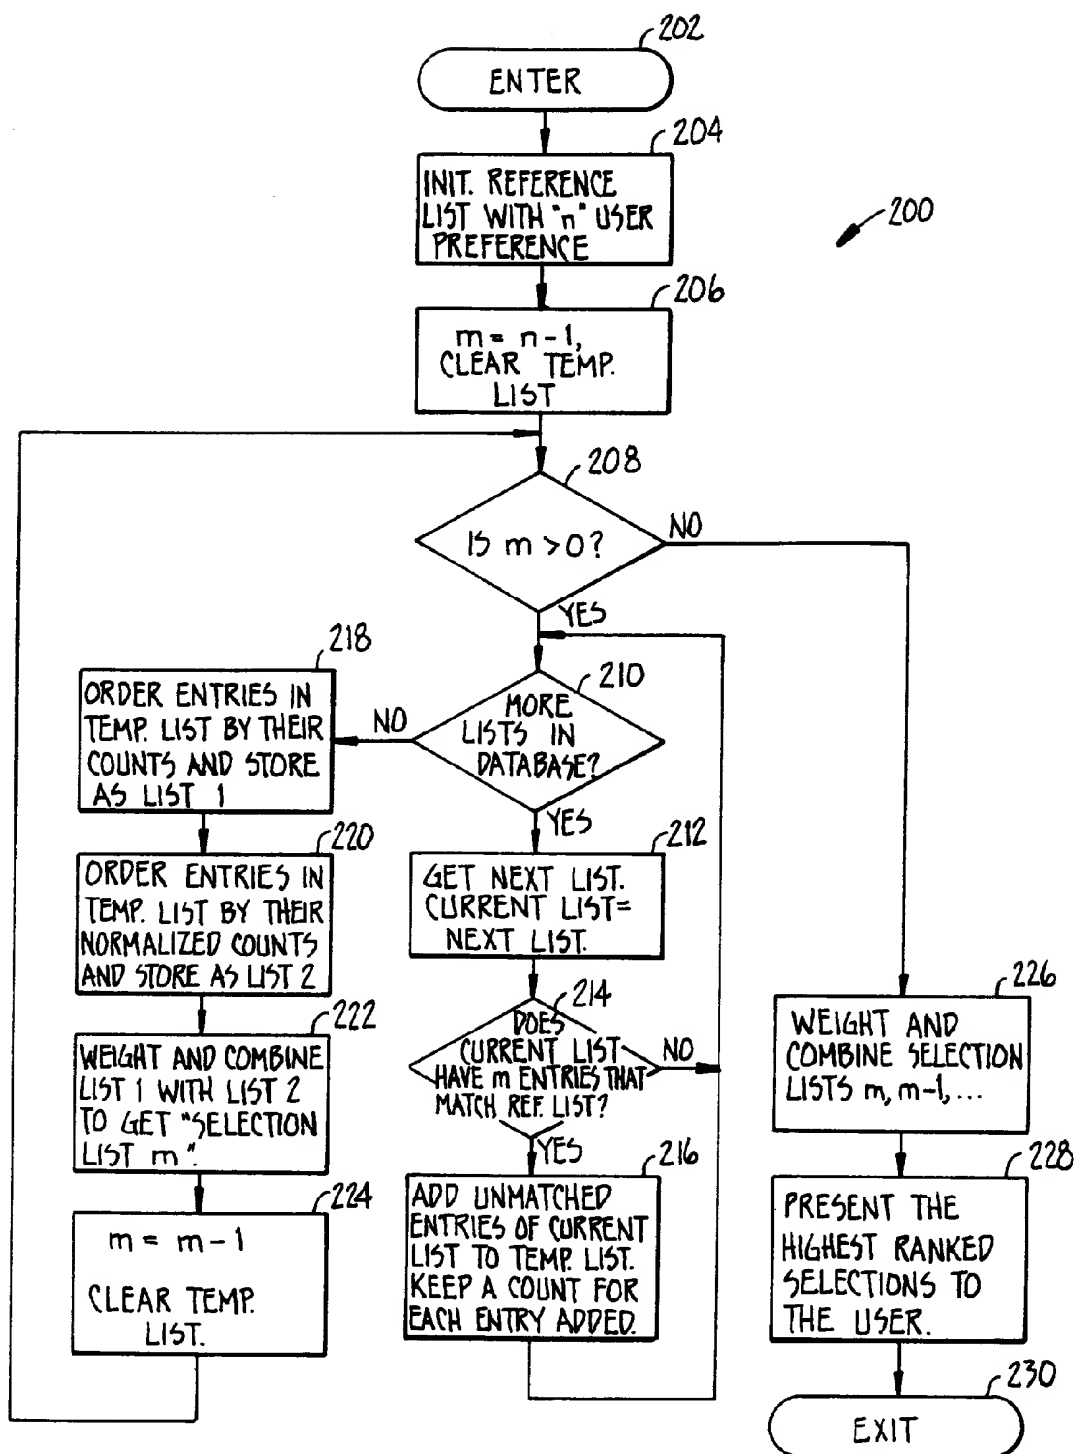 202
ENTER
204
INIT. REFERENCE
LIST WITH "n" USER
PREFERENCE
200
206
m = n-1,
CLEAR TEMP.
LIST
208
IS m >0?
NO
YES
218
ORDER ENTRIES IN
TEMP. LIST BY THEIR
COUNTS AND STORE
AS LIST 1
210
MORE
LISTS IN
DATABASE?
NO
YES
220
ORDER ENTRIES IN
TEMP. LIST BY THEIR
NORMALIZED COUNTS
AND STORE AS LIST 2
212
GET NEXT LIST.
CURRENT LIST=
NEXT LIST.
222
WEIGHT AND COMBINE
LIST 1 WITH LIST 2
TO GET "SELECTION
LIST m".
214
DOES
CURRENT LIST
HAVE m ENTRIES THAT
MATCH REF. LIST?
NO
YES
226
WEIGHT AND
COMBINE SELECTION
LISTS m, m-1, ...
224
m = m-1
CLEAR TEMP.
LIST.
216
ADD UNMATCHED
ENTRIES OF CURRENT
LIST TO TEMP. LIST.
KEEP A COUNT FOR
EACH ENTRY ADDED.
228
PRESENT THE
HIGHEST RANKED
SELECTIONS TO
THE USER.
230
EXIT